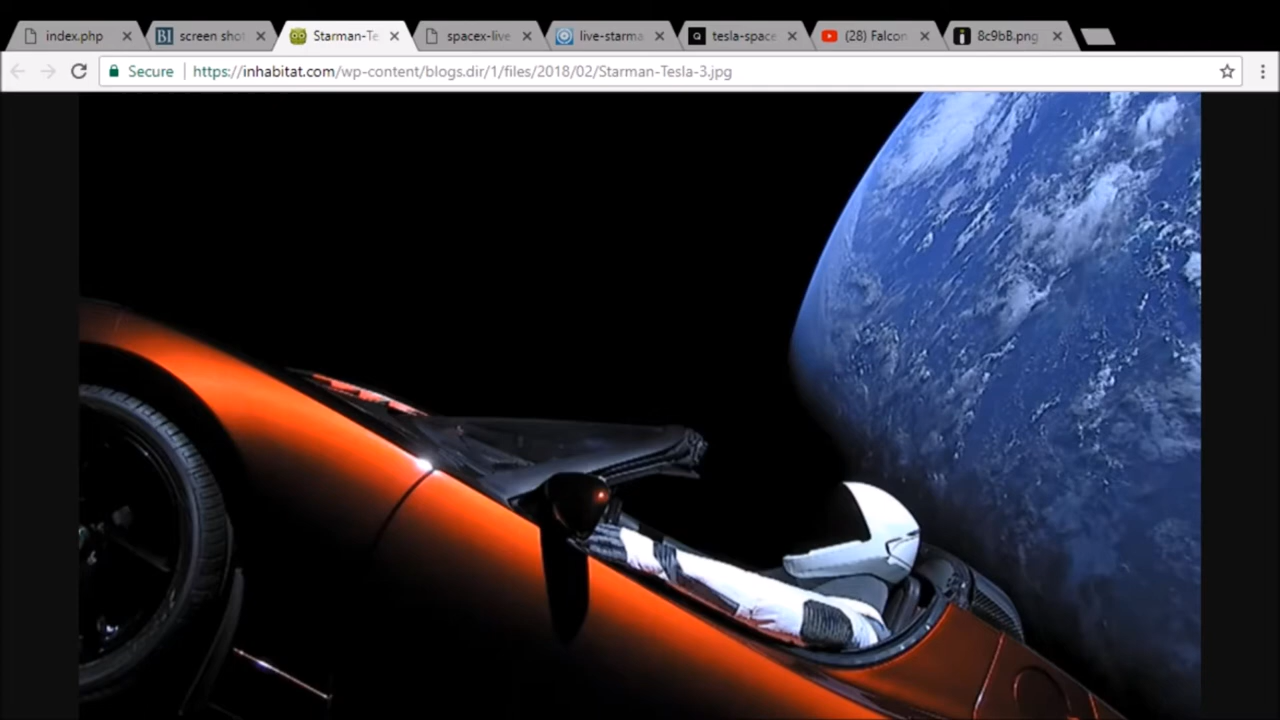 index.php
BI
screen shot
Starman-Te
spacex-live
live-starma
tesla-space
(28) Falcon
8c9bB.png
Secure
https://inhabitat.com/wp-content/blogs.dir/1/files/2018/02/Starman-Tesla-3.jpg